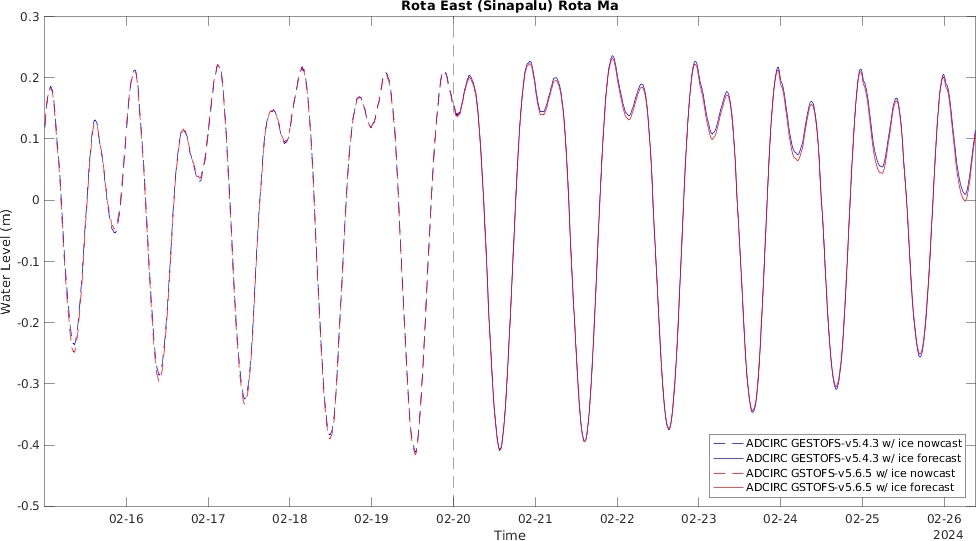 Rota East (Sinapalu) Rota Ma
0.3
0.2
0.1
0
-0.1
-0.2
-0.3
-0.4
-0.5
Water Level (m)
02-16 02-17 02-18 02-19 02-20 02-21 02-22 02-23 02-24 02-25 02-26
2024
Time
ADCIRC GESTOFS-v5.4.3 w/ ice nowcast
ADCIRC GESTOFS-v5.4.3 w/ ice forecast
ADCIRC GSTOFS-v5.6.5 w/ ice nowcast
ADCIRC GSTOFS-v5.6.5 w/ ice forecast